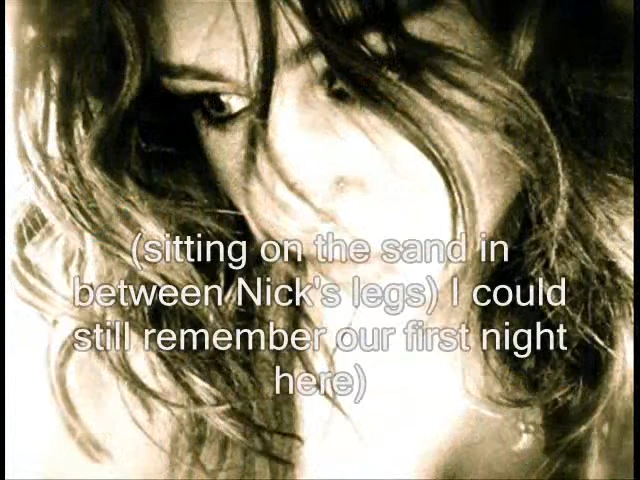 (sitting on the sand in
between Nick's legs) I could
still remember our first night
here)